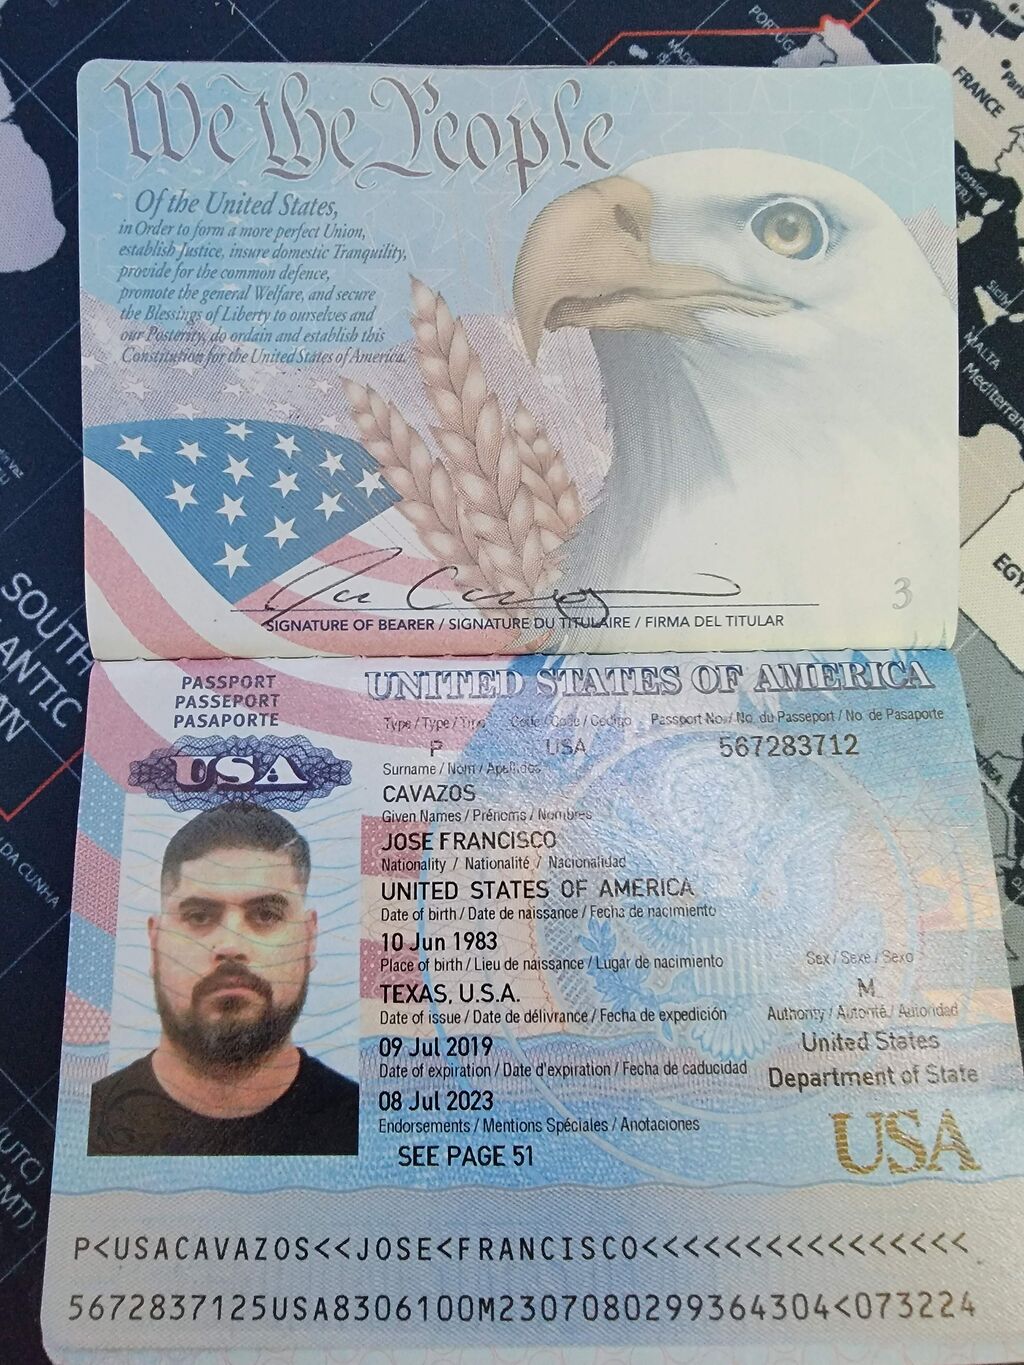 PORTUGAL
FRANCE
Corsica
Sicily
MALTA
SOUTH
We the People
Of the United States,
in Order to form a more perfect Union,
establish Justice, insure domestic Tranquility,
provide for the common defence,
promote the general Welfare, and secure
the Blessings of Liberty to ourselves and
our Posterity, do ordain and establish this
Constitution for the United States of America.
SIGNATURE OF BEARER / SIGNATURE DU TITULAIRE / FIRMA DEL TITULAR
3
PASSPORT
PASSEPORT
PASAPORTE
USA
UNITED STATES OF AMERICA
Type / Type / Tipo Code / Code / Codigo Passport No. / No. du Passeport / No. de Pasaporte
P USA 567283712
Surname / Nom / Apellidos
CAVAZOS
Given Names / Prénoms / Nombres
JOSE FRANCISCO
Nationality / Nationalité / Nacionalidad
UNITED STATES OF AMERICA
Date of birth / Date de naissance / Fecha de nacimiento
10 Jun 1983
Place of birth / Lieu de naissance / Lugar de nacimiento Sex / Sexe / Sexo
TEXAS, U.S.A. M
Date of issue / Date de délivrance / Fecha de expedición Authority / Autorité / Autoridad
09 Jul 2019 United States
Date of expiration / Date d'expiration / Fecha de caducidad Department of State
08 Jul 2023
Endorsements / Mentions Spéciales / Anotaciones
SEE PAGE 51 USA
P<USACAVAZOS<<JOSE<FRANCISCO<<<<<<<<<<<<<<<<
5672837125USA8306100M2307080299364304<073224